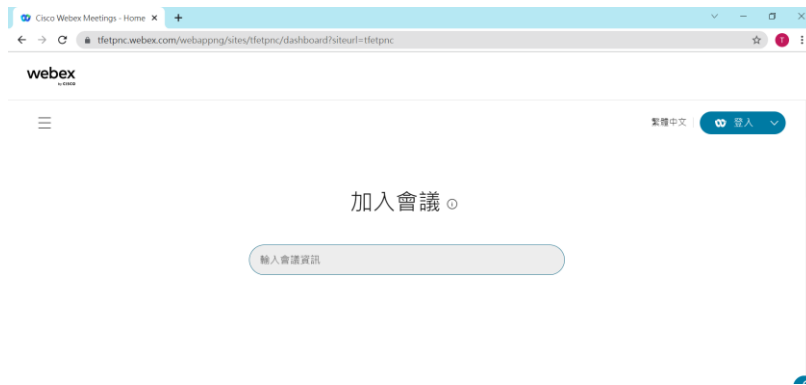 Cisco Webex Meetings - Home
tfetpnc.webex.com/webappng/sites/tfetpnc/dashboard?siteurl=tfetpnc
T
webex
by CISCO
繁體中文
登入
加入會議
輸入會議資訊